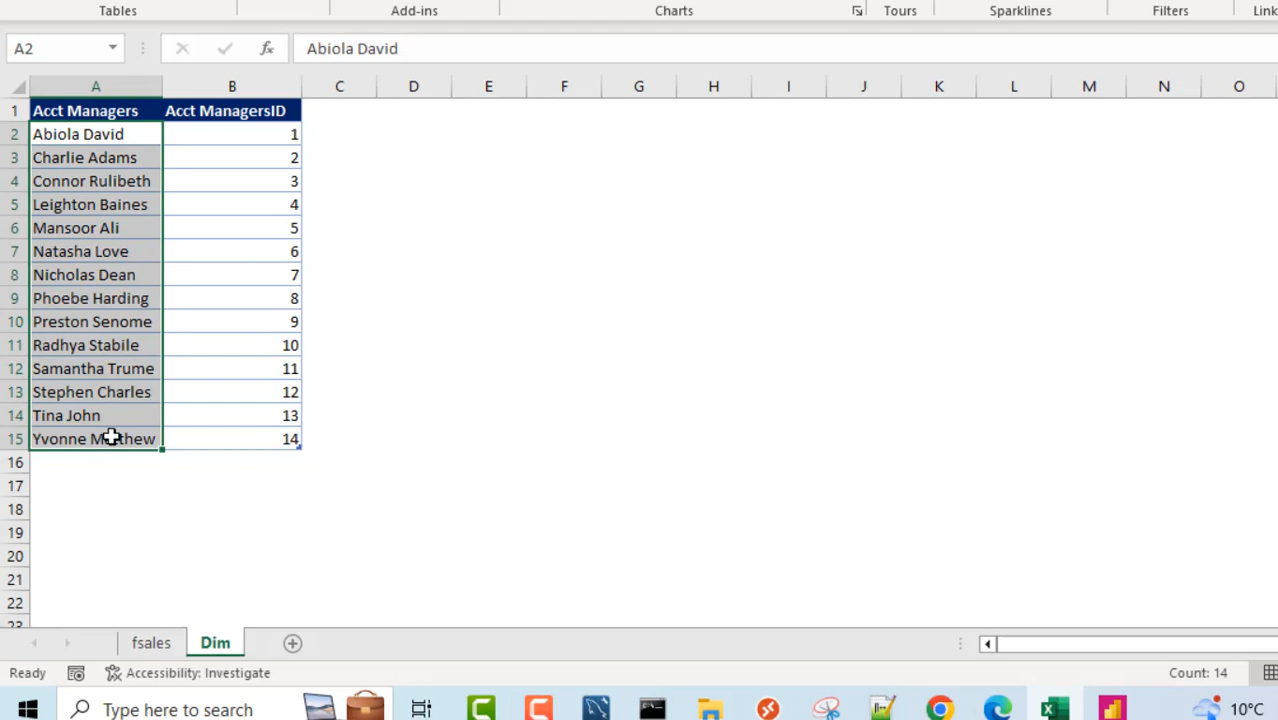 Tables Add-ins Charts Tours Sparklines Filters Link
A2 fx Abiola David
A B C D E F G H I J K L M N O
1 Acct Managers Acct ManagersID
2 Abiola David 1
3 Charlie Adams 2
4 Connor Rulibeth 3
5 Leighton Baines 4
6 Mansoor Ali 5
7 Natasha Love 6
8 Nicholas Dean 7
9 Phoebe Harding 8
10 Preston Senome 9
11 Radhya Stabile 10
12 Samantha Trume 11
13 Stephen Charles 12
14 Tina John 13
15 Yvonne Matthew 14
16
17
18
19
20
21
22
23
fsales Dim
Ready Accessibility: Investigate Count: 14
Type here to search 10°C